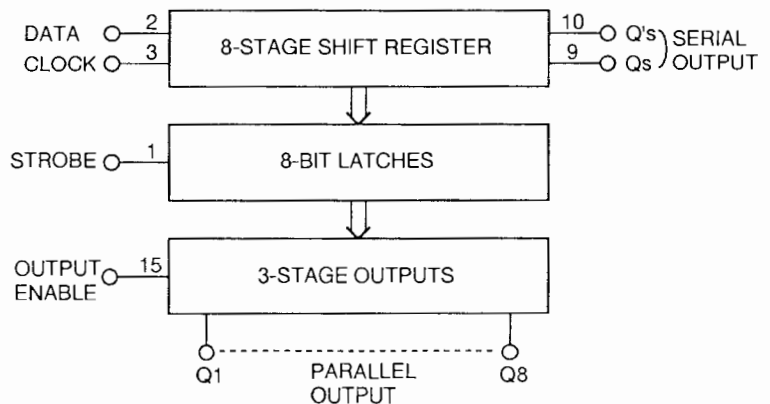 DATA 2 8-STAGE SHIFT REGISTER 10 Q's SERIAL
CLOCK 3 9 Qs OUTPUT
STROBE 1 8-BIT LATCHES
OUTPUT 15 3-STAGE OUTPUTS
ENABLE
Q1 PARALLEL Q8
OUTPUT